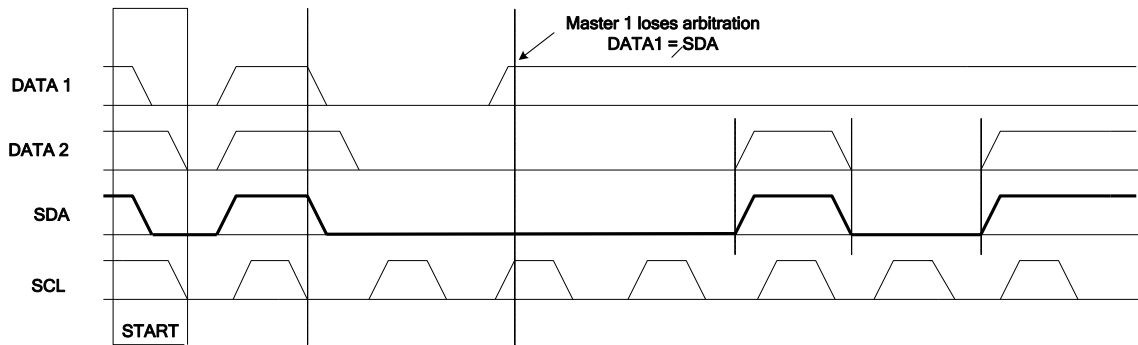 Master 1 loses arbitration
DATA1 = SDA
DATA 1
DATA 2
SDA
SCL
START